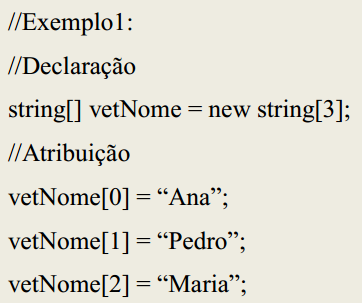 //Exemplo1:
//Declaração
string[] vetNome = new string[3];
//Atribuição
vetNome[0] = “Ana”;
vetNome[1] = “Pedro”;
vetNome[2] = “Maria”;